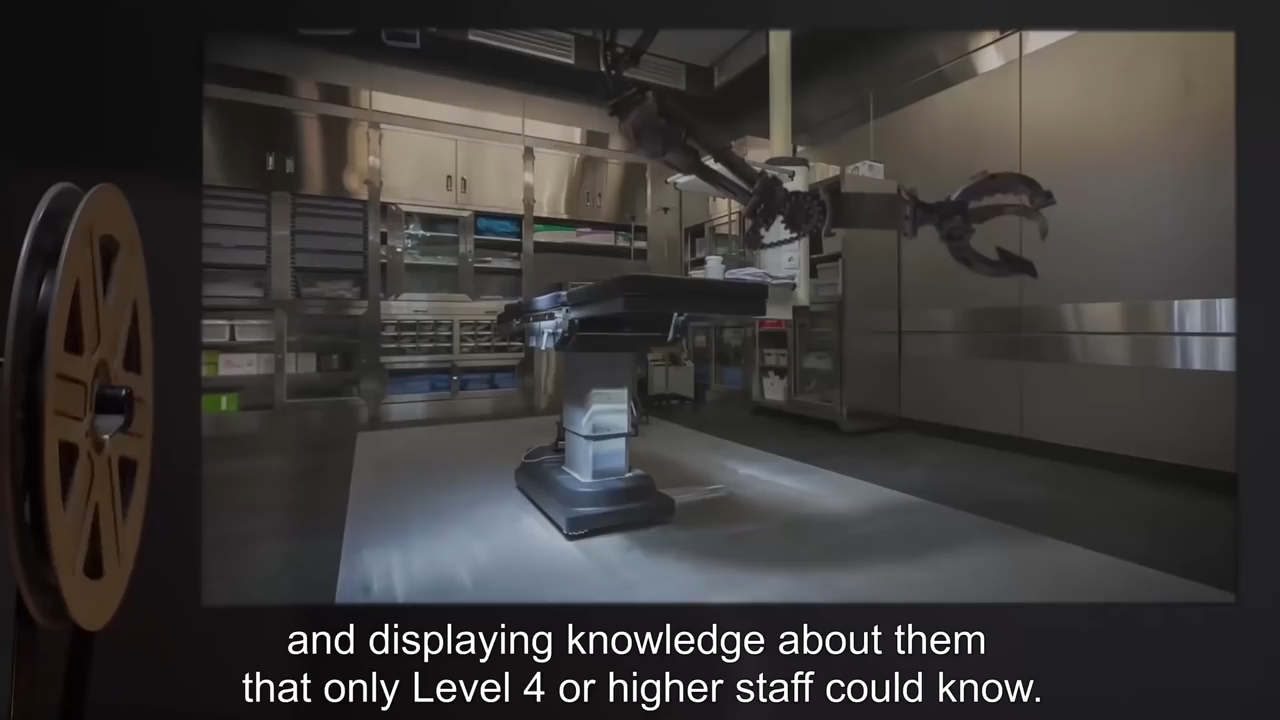 and displaying knowledge about them
that only Level 4 or higher staff could know.